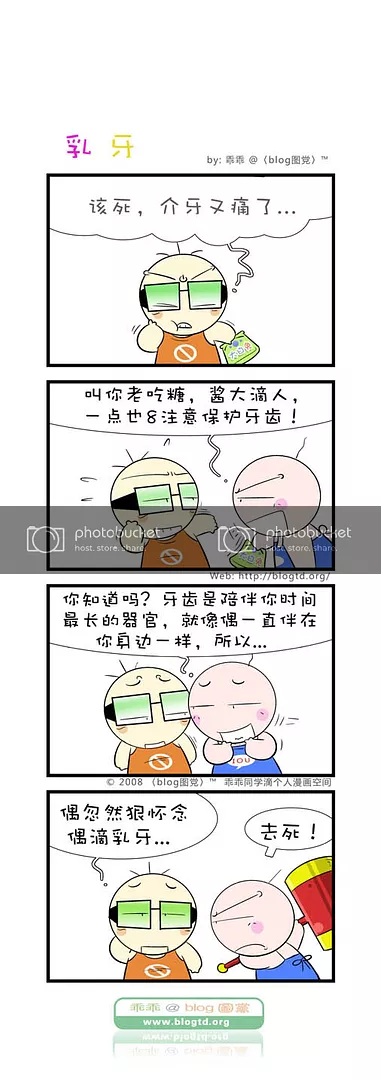 乳 牙
by: 乖乖 @〈blog图党〉™
该死，介牙又痛了...
叫你老吃糖，酱大滴人，
一点也8注意保护牙齿！
photobucket
host. store. share.
photobucket
host. store. share.
Web: http://blogtd.org/
你知道吗？牙齿是陪伴你时间
最长的器官，就像偶一直伴在
你身边一样，所以...
IOU
© 2008 〈blog图党〉™ 乖乖同学滴个人漫画空间
偶忽然狠怀念
偶滴乳牙...
去死！
乖乖 @ blog 圖黨
www.blogtd.org